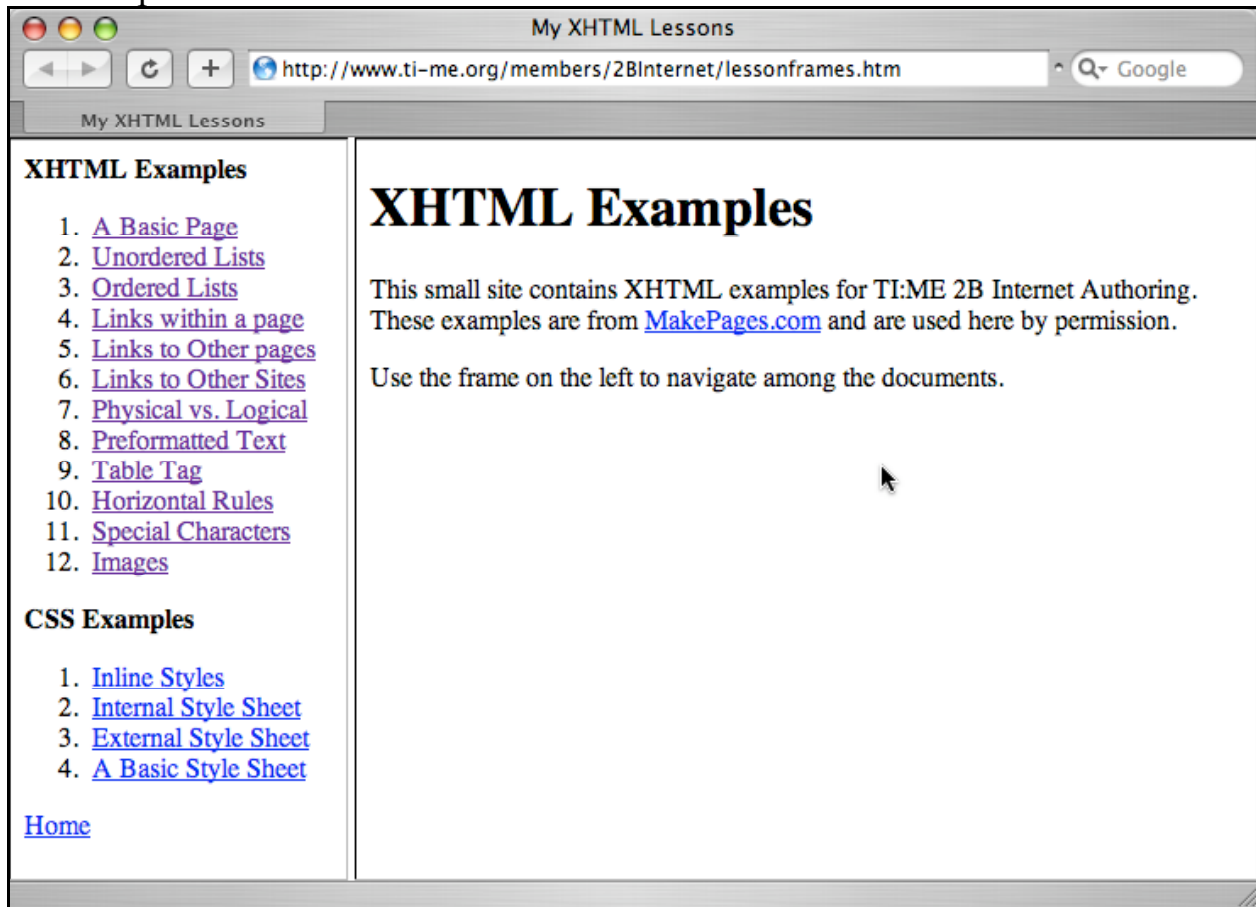 My XHTML Lessons
http://www.ti-me.org/members/2BInternet/lessonframes.htm
Google
My XHTML Lessons
XHTML Examples
1. A Basic Page
2. Unordered Lists
3. Ordered Lists
4. Links within a page
5. Links to Other pages
6. Links to Other Sites
7. Physical vs. Logical
8. Preformatted Text
9. Table Tag
10. Horizontal Rules
11. Special Characters
12. Images
CSS Examples
1. Inline Styles
2. Internal Style Sheet
3. External Style Sheet
4. A Basic Style Sheet
Home
XHTML Examples
This small site contains XHTML examples for TI:ME 2B Internet Authoring.
These examples are from MakePages.com and are used here by permission.
Use the frame on the left to navigate among the documents.